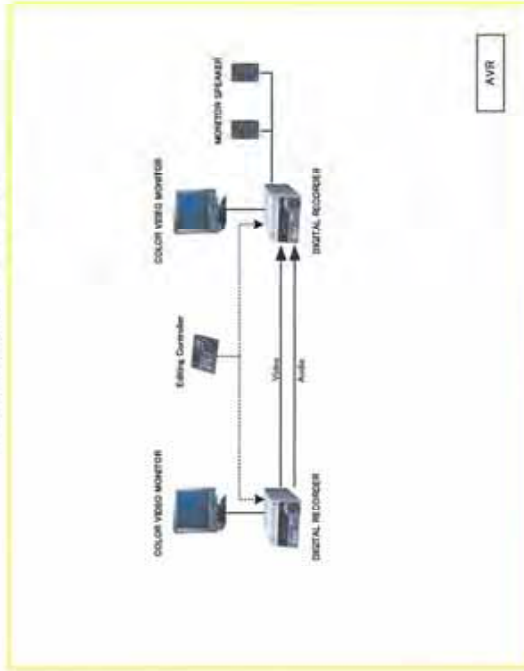 AVR
MONITOR SPEAKER
COLOR VIDEO MONITOR
COLOR VIDEO MONITOR
Editing Controller
DIGITAL RECORDER
DIGITAL RECORDER
Video
Audio